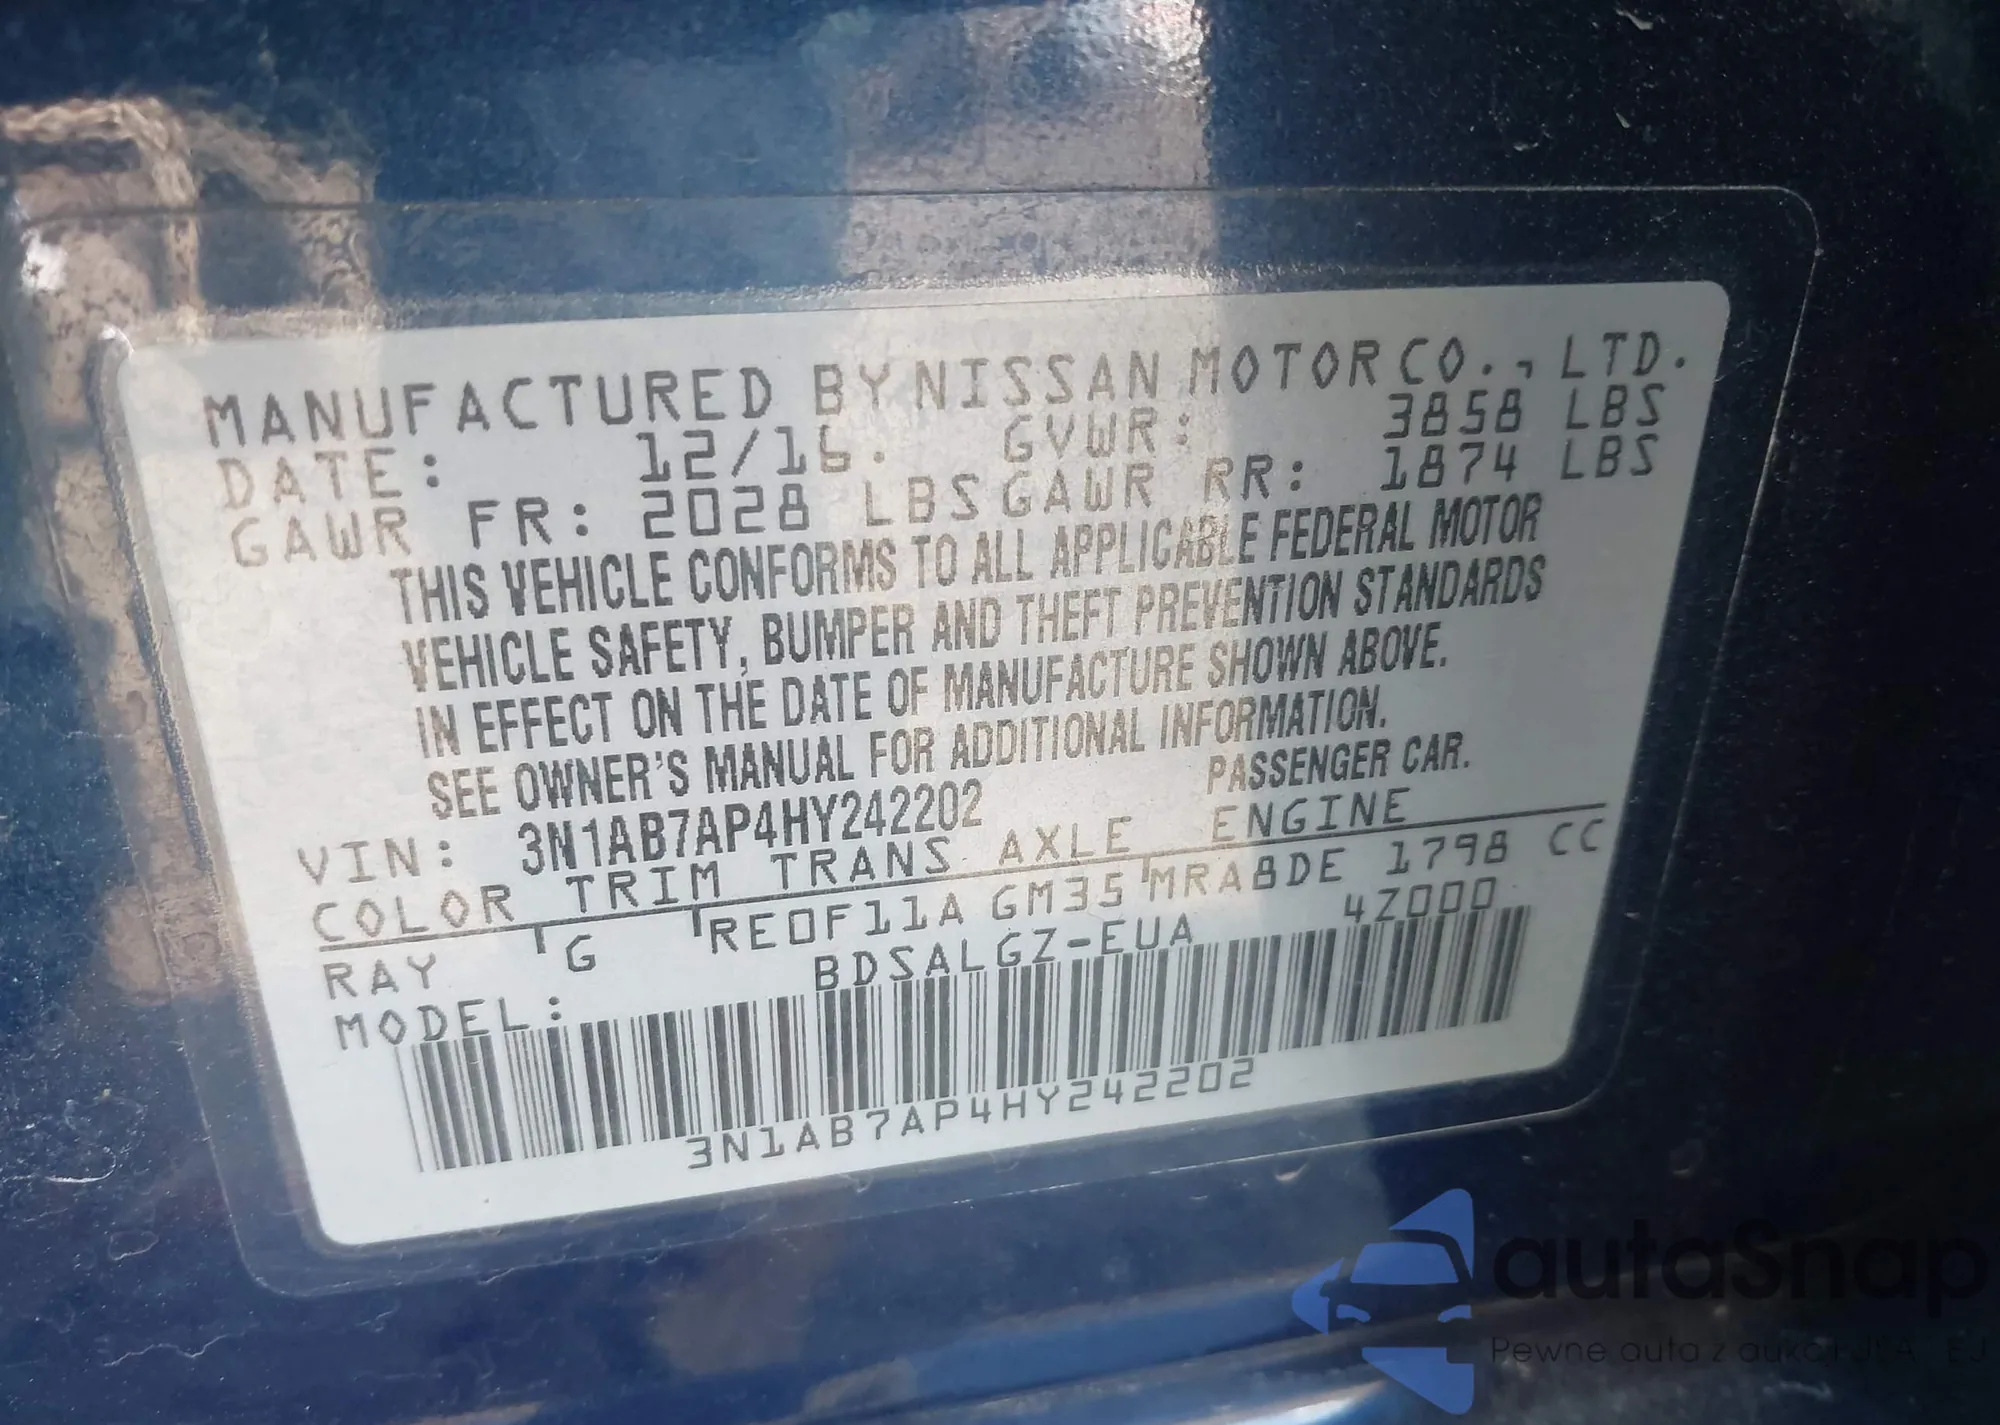 MANUFACTURED BY NISSAN MOTOR CO., LTD.
DATE: 12/16. GVWR: 3858 LBS
GAWR FR: 2028 LBS GAWR RR: 1874 LBS
THIS VEHICLE CONFORMS TO ALL APPLICABLE FEDERAL MOTOR
VEHICLE SAFETY, BUMPER AND THEFT PREVENTION STANDARDS
IN EFFECT ON THE DATE OF MANUFACTURE SHOWN ABOVE.
SEE OWNER'S MANUAL FOR ADDITIONAL INFORMATION.
VIN: 3N1AB7AP4HY242202 PASSENGER CAR.
COLOR TRIM TRANS AXLE ENGINE
RAY G RE0F11A GM35 MRA8DE 1798 CC
MODEL: BDSALGZ-EUA 4Z000
3N1AB7AP4HY242202
autaSnap
Pewne auta z